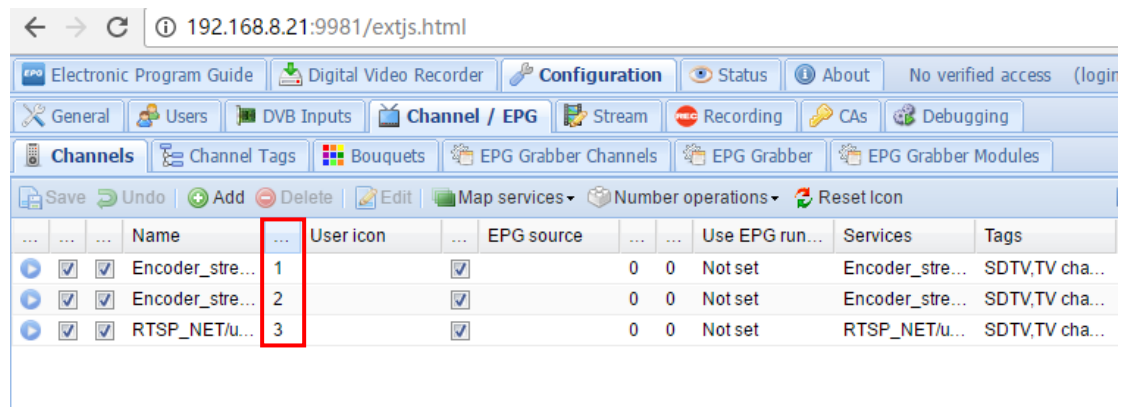 192.168.8.21:9981/extjs.html
EPG Electronic Program Guide Digital Video Recorder Configuration Status About No verified access (login
General Users DVB Inputs Channel / EPG Stream REC Recording CAs Debugging
Channels Channel Tags Bouquets EPG Grabber Channels EPG Grabber EPG Grabber Modules
Save Undo Add Delete Edit Map services Number operations Reset Icon
... ... ... Name ... User icon ... EPG source ... ... Use EPG run... Services Tags
Encoder_stre... 1 0 0 Not set Encoder_stre... SDTV,TV cha...
Encoder_stre... 2 0 0 Not set Encoder_stre... SDTV,TV cha...
RTSP_NET/u... 3 0 0 Not set RTSP_NET/u... SDTV,TV cha...